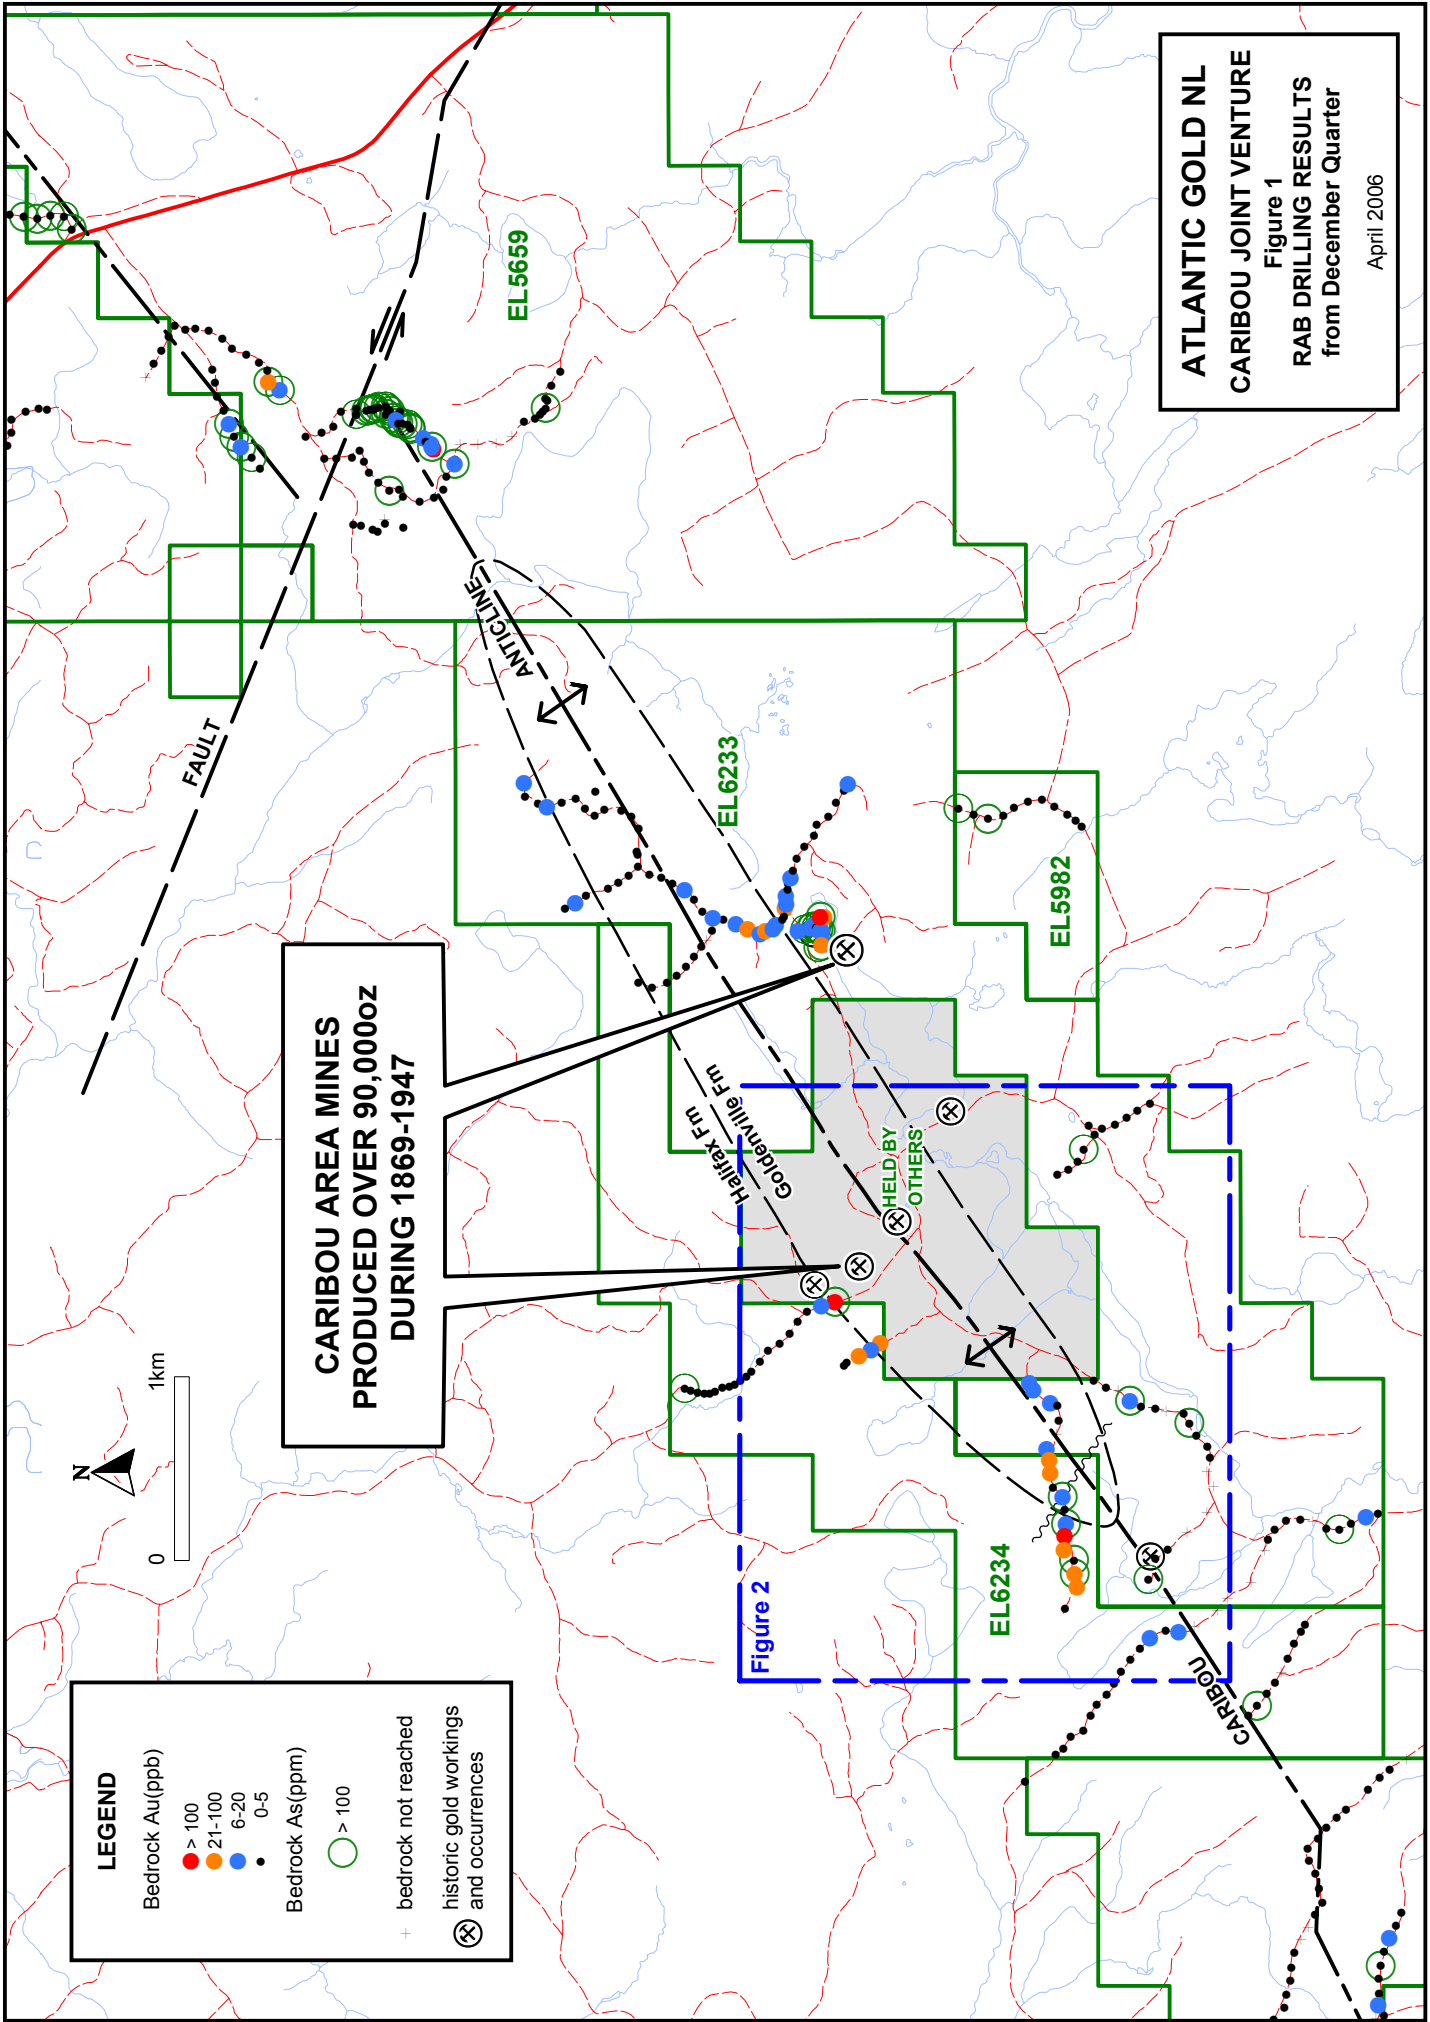 LEGEND
Bedrock Au(ppb)
> 100
21-100
6-20
0-5
Bedrock As(ppm)
> 100
bedrock not reached
historic gold workings
and occurrences
0
1km
N
CARIBOU AREA MINES
PRODUCED OVER 90,000oz
DURING 1869-1947
FAULT
ANTICLINE
EL5659
EL6233
EL5982
Halifax Fm
Goldenville Fm
HELD BY
OTHERS
Figure 2
EL6234
CARIBOU
ATLANTIC GOLD NL
CARIBOU JOINT VENTURE
Figure 1
RAB DRILLING RESULTS
from December Quarter
April 2006